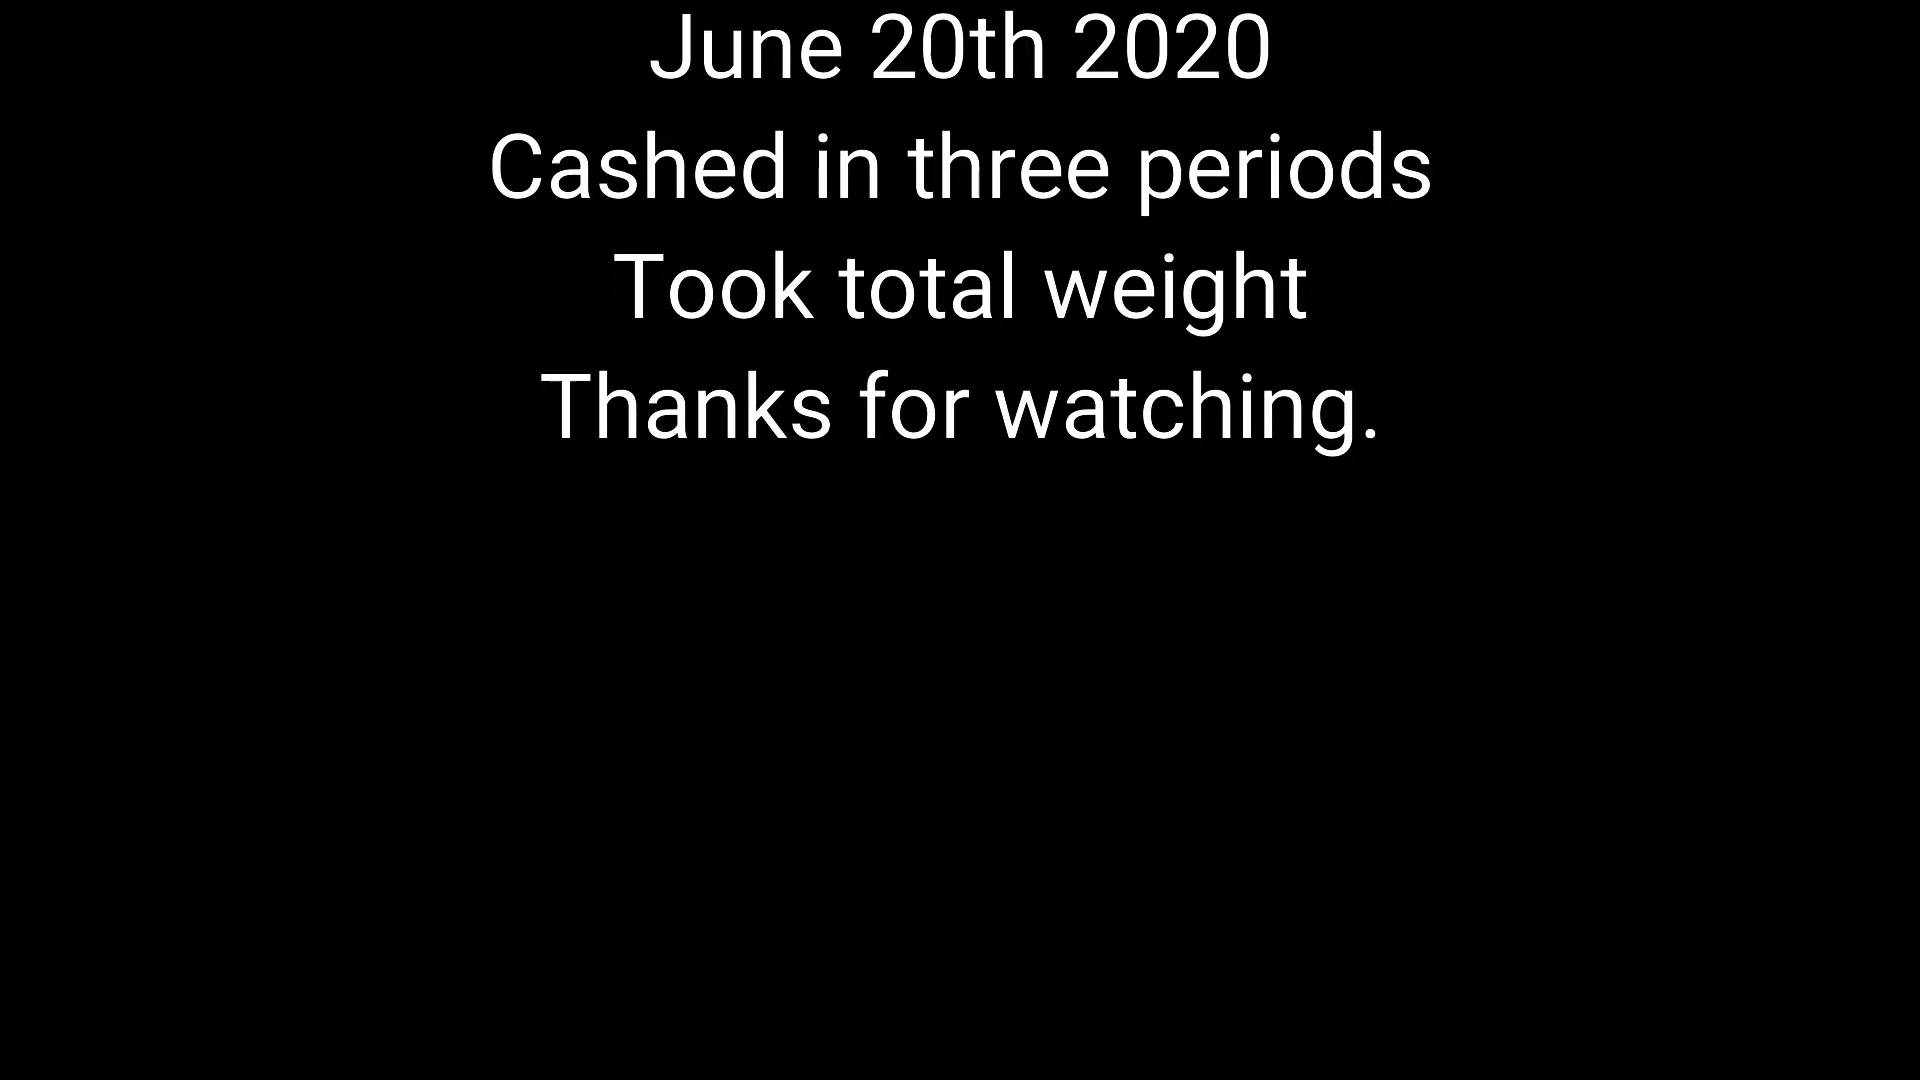 June 20th 2020
Cashed in three periods
Took total weight
Thanks for watching.